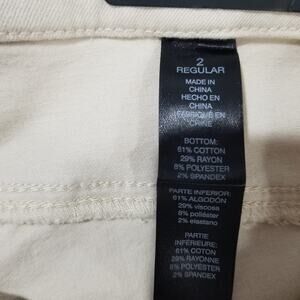 2
REGULAR
MADE IN
CHINA
HECHO EN
CHINA
FABRIQUÉ EN
CHINE
BOTTOM:
61% COTTON
29% RAYON
8% POLYESTER
2% SPANDEX
PARTE INFERIOR:
61% ALGODÓN
29% viscosa
8% poliéster
2% elastano
PARTIE
INFÉRIEURE:
61% COTON
29% RAYONNE
8% POLYESTER
2% SPANDEX